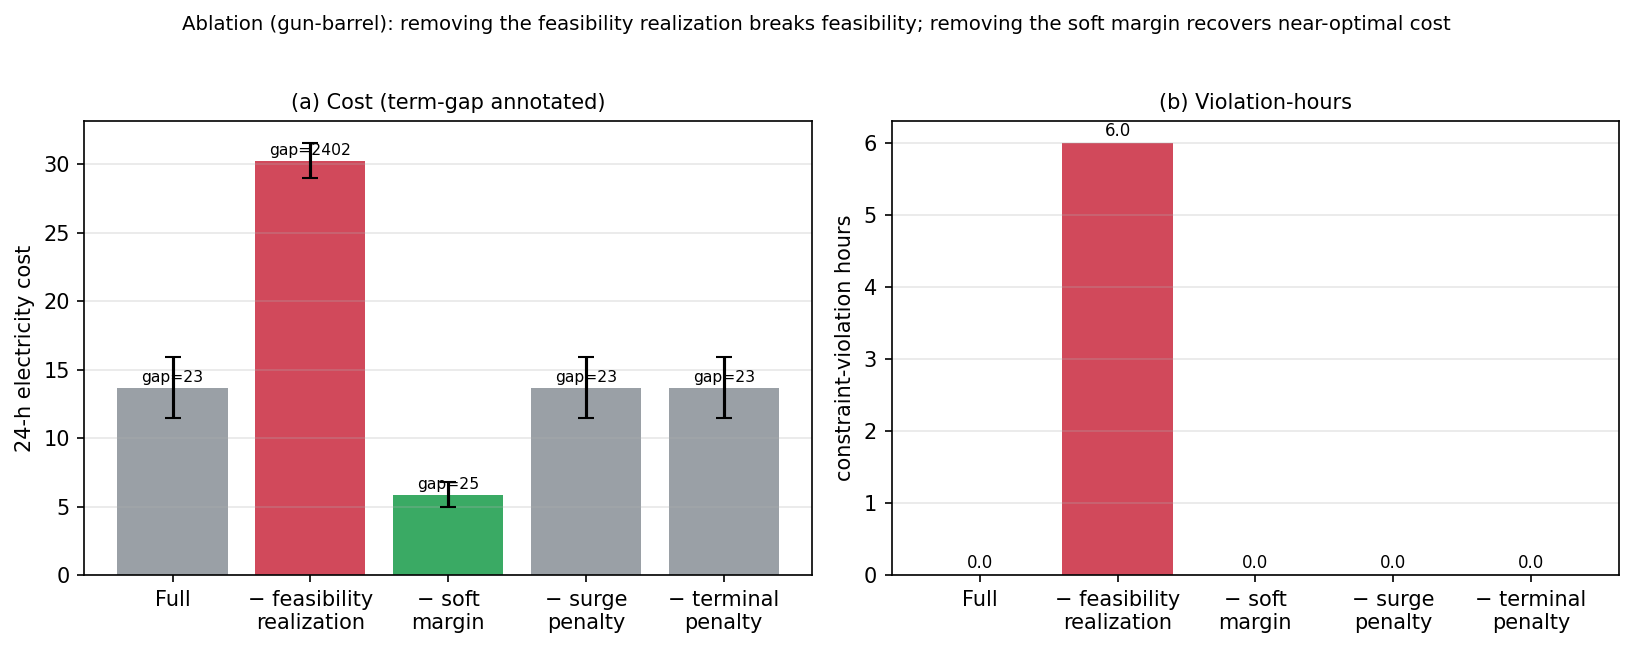 Ablation (gun-barrel): removing the feasibility realization breaks feasibility; removing the soft margin recovers near-optimal cost
(a) Cost (term-gap annotated)
24-h electricity cost
30
25
20
15
10
5
0
gap=23
gap=2402
gap=25
gap=23
gap=23
Full
− feasibility
realization
− soft
margin
− surge
penalty
− terminal
penalty
(b) Violation-hours
constraint-violation hours
6
5
4
3
2
1
0
0.0
6.0
0.0
0.0
0.0
Full
− feasibility
realization
− soft
margin
− surge
penalty
− terminal
penalty